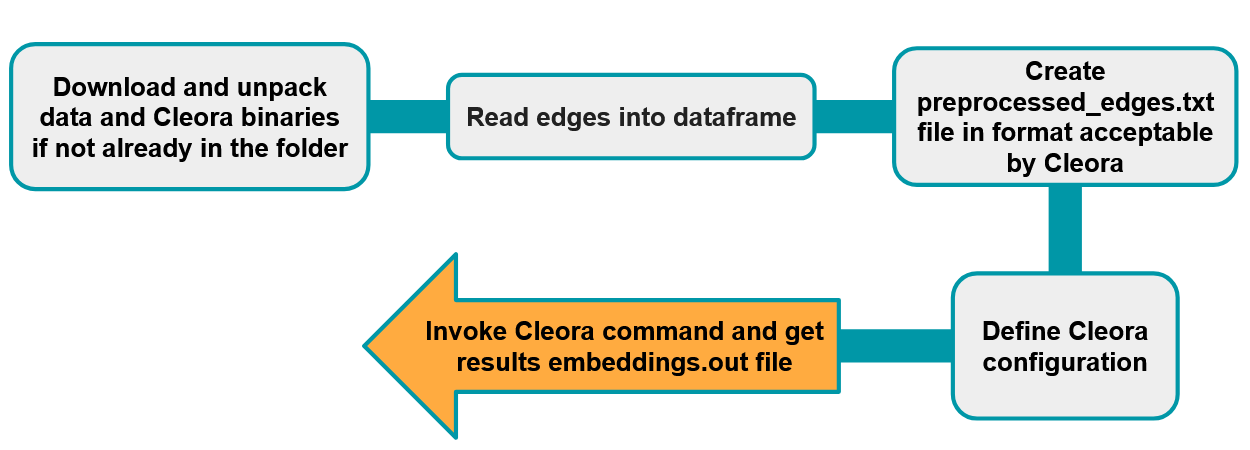 Download and unpack
data and Cleora binaries
if not already in the folder
Read edges into dataframe
Create
preprocessed_edges.txt
file in format acceptable
by Cleora
Define Cleora
configuration
Invoke Cleora command and get
results embeddings.out file